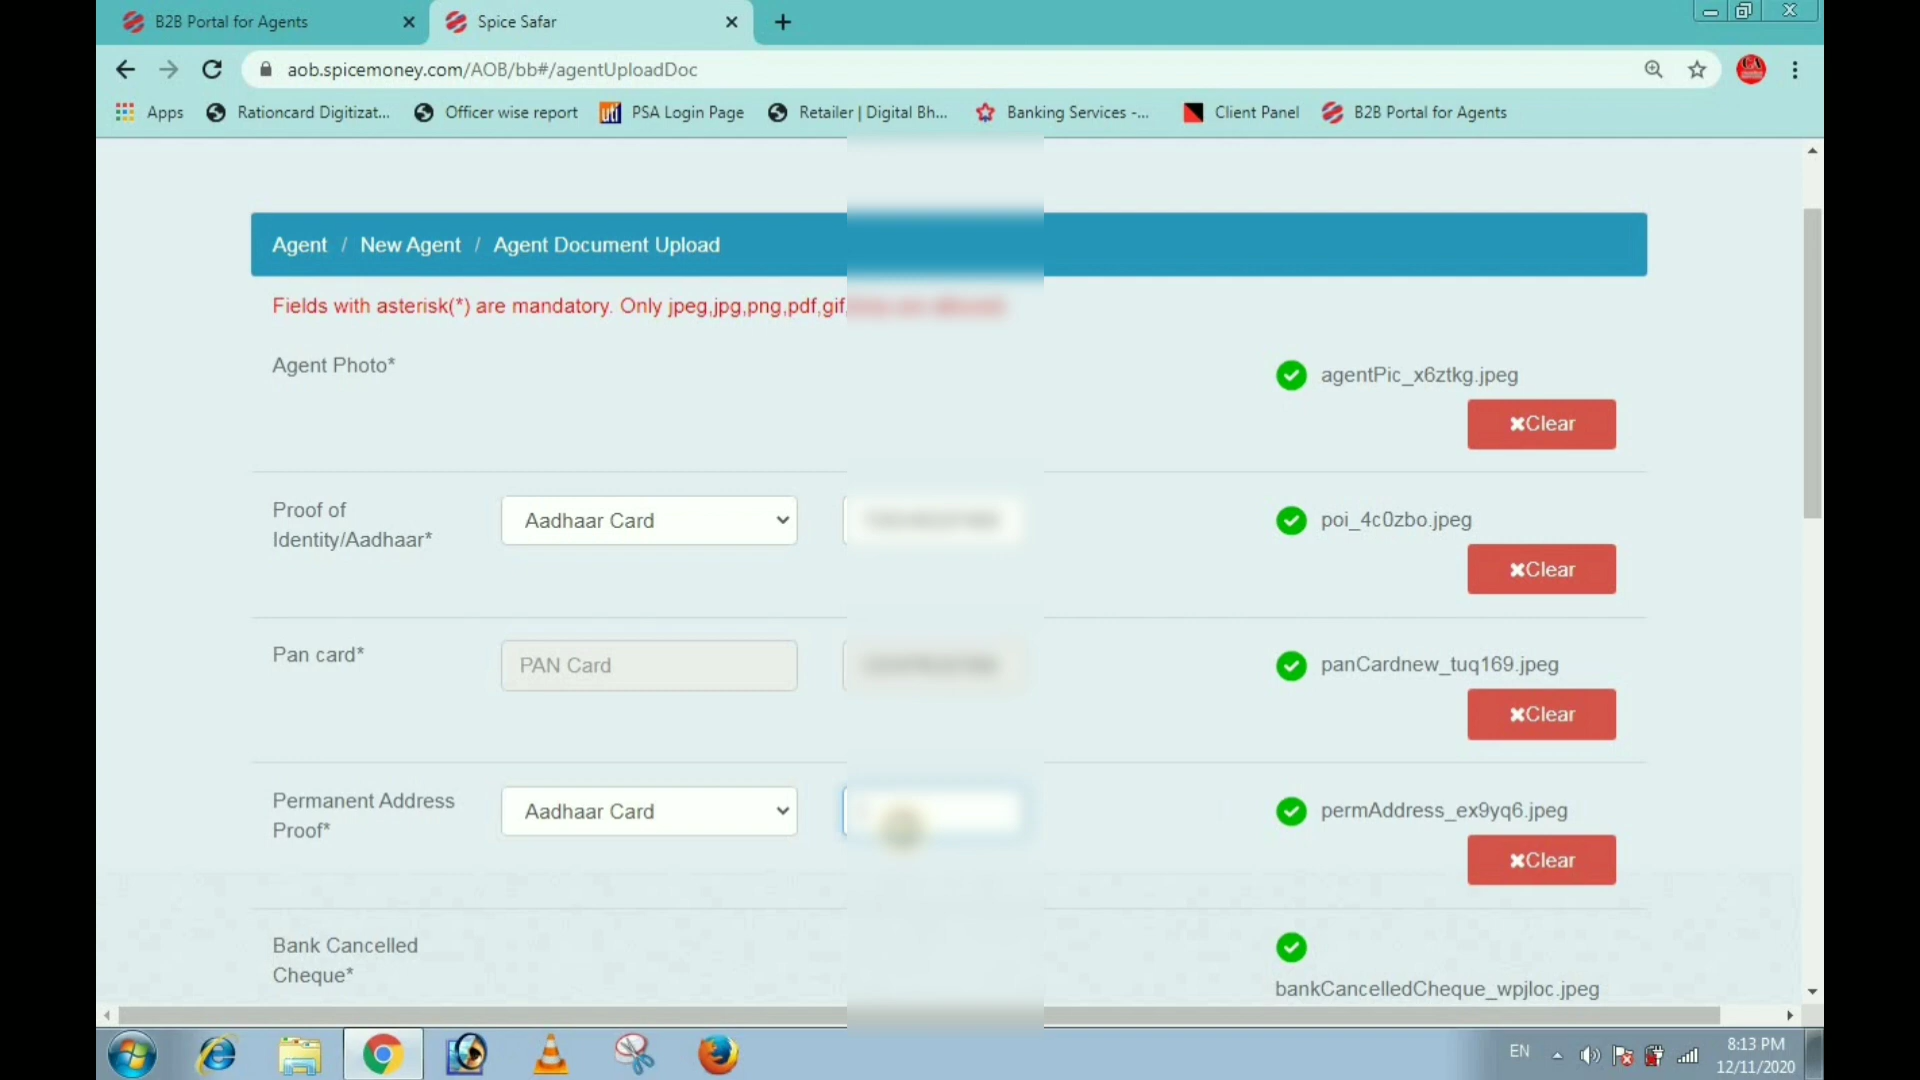 B2B Portal for Agents
Spice Safar
aob.spicemoney.com/AOB/bb#/agentUploadDoc
Apps
Rationcard Digitizat...
Officer wise report
uti
PSA Login Page
Retailer | Digital Bh...
Banking Services -...
Client Panel
B2B Portal for Agents
Agent / New Agent / Agent Document Upload
Fields with asterisk(*) are mandatory. Only jpeg,jpg,png,pdf,gif,
Agent Photo*
agentPic_x6ztkg.jpeg
✖Clear
Proof of
Identity/Aadhaar*
Aadhaar Card
poi_4c0zbo.jpeg
✖Clear
Pan card*
PAN Card
panCardnew_tuq169.jpeg
✖Clear
Permanent Address
Proof*
Aadhaar Card
permAddress_ex9yq6.jpeg
✖Clear
Bank Cancelled
Cheque*
bankCancelledCheque_wpjloc.jpeg
EN
8:13 PM
12/11/2020